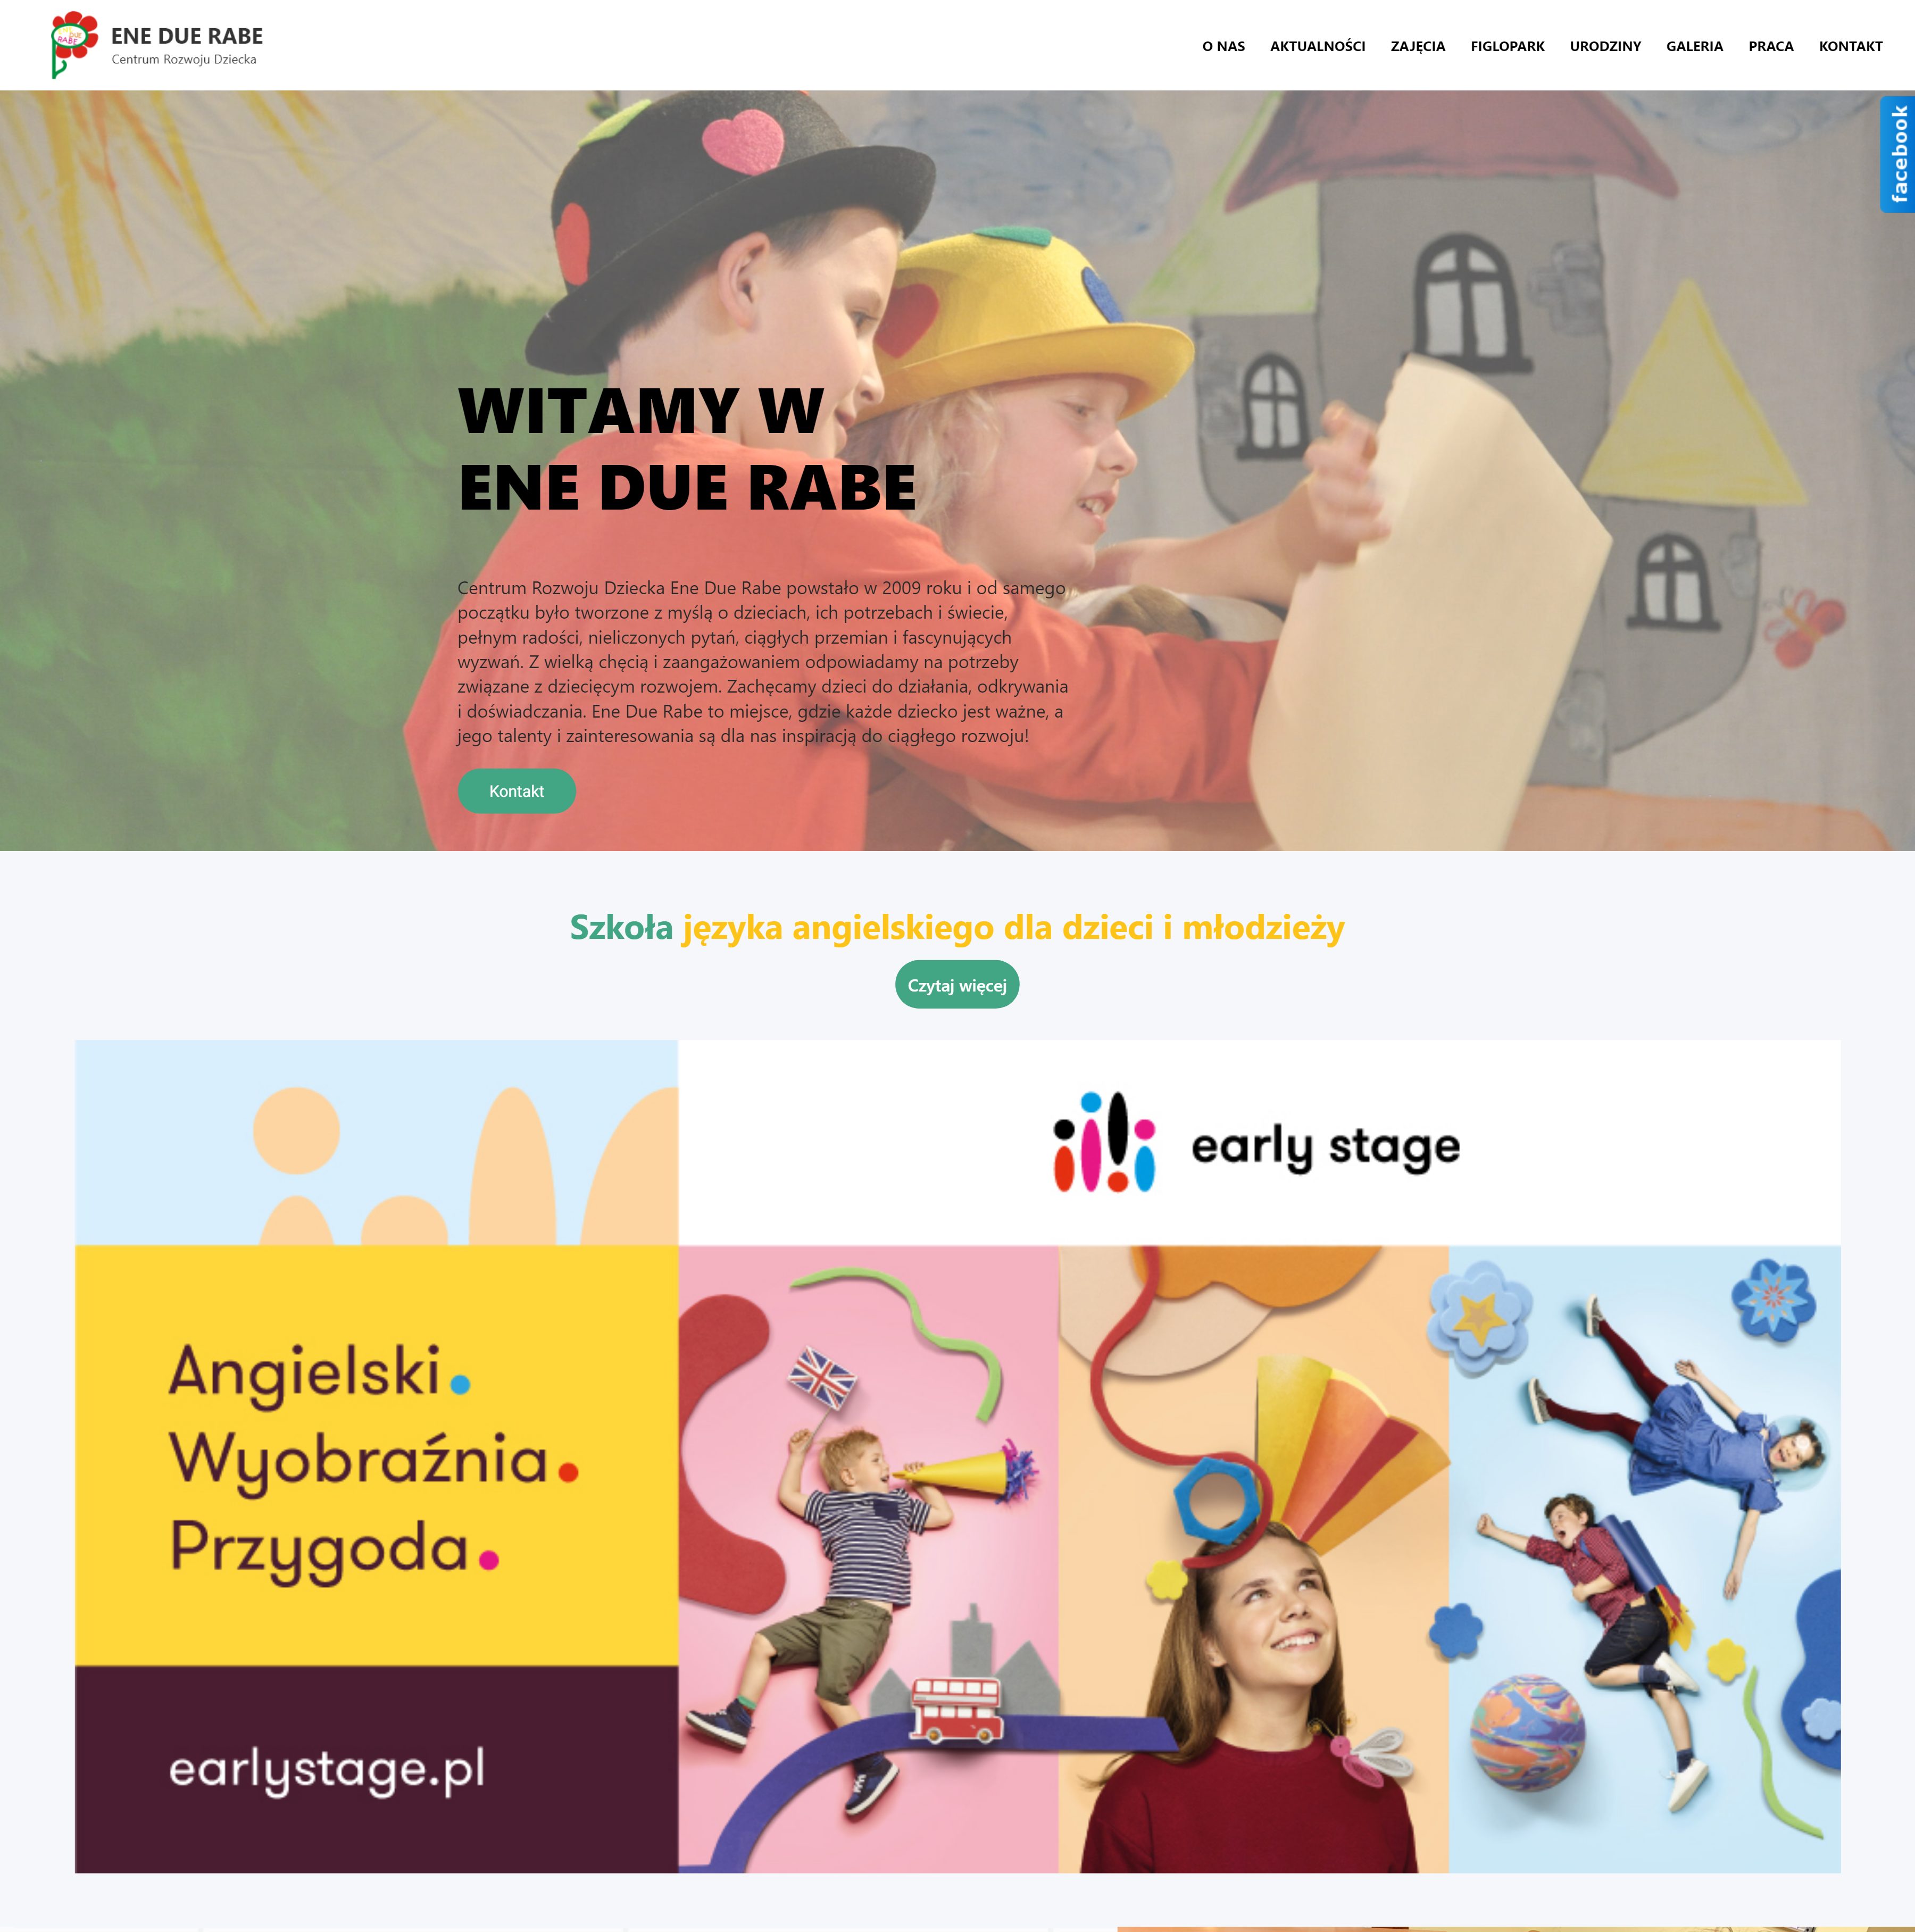 ENE DUE RABE
Centrum Rozwoju Dziecka
O NAS AKTUALNOŚCI ZAJĘCIA FIGLOPARK URODZINY GALERIA PRACA KONTAKT
facebook
WITAMY W
ENE DUE RABE
Centrum Rozwoju Dziecka Ene Due Rabe powstało w 2009 roku i od samego
początku było tworzone z myślą o dzieciach, ich potrzebach i świecie,
pełnym radości, nieliczonych pytań, ciągłych przemian i fascynujących
wyzwań. Z wielką chęcią i zaangażowaniem odpowiadamy na potrzeby
związane z dziecięcym rozwojem. Zachęcamy dzieci do działania, odkrywania
i doświadczania. Ene Due Rabe to miejsce, gdzie każde dziecko jest ważne, a
jego talenty i zainteresowania są dla nas inspiracją do ciągłego rozwoju!
Kontakt
Szkoła języka angielskiego dla dzieci i młodzieży
Czytaj więcej
early stage
Angielski.
Wyobraźnia.
Przygoda.
earlystage.pl